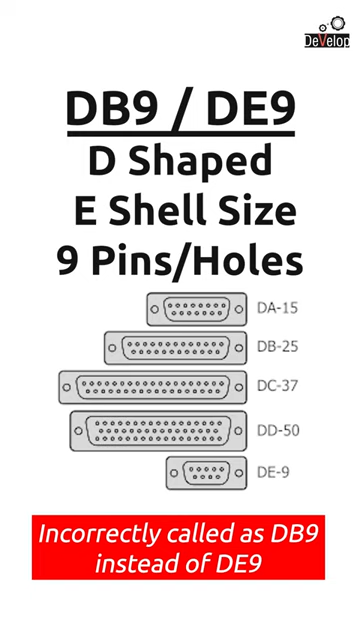 DeVelop
DB9 / DE9
D Shaped
E Shell Size
9 Pins/Holes
DA-15
DB-25
DC-37
DD-50
DE-9
Incorrectly called as DB9
instead of DE9